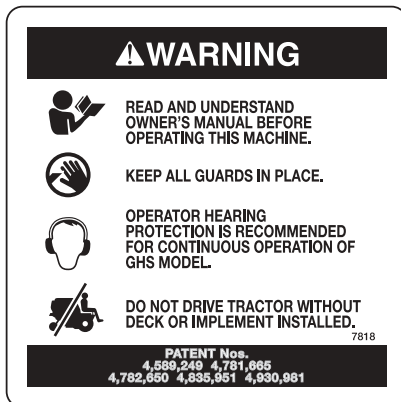 WARNING
READ AND UNDERSTAND
OWNER'S MANUAL BEFORE
OPERATING THIS MACHINE.
KEEP ALL GUARDS IN PLACE.
OPERATOR HEARING
PROTECTION IS RECOMMENDED
FOR CONTINUOUS OPERATION OF
GHS MODEL.
DO NOT DRIVE TRACTOR WITHOUT
DECK OR IMPLEMENT INSTALLED.
7818
PATENT Nos.
4,589,249 4,781,665
4,782,650 4,835,951 4,930,981